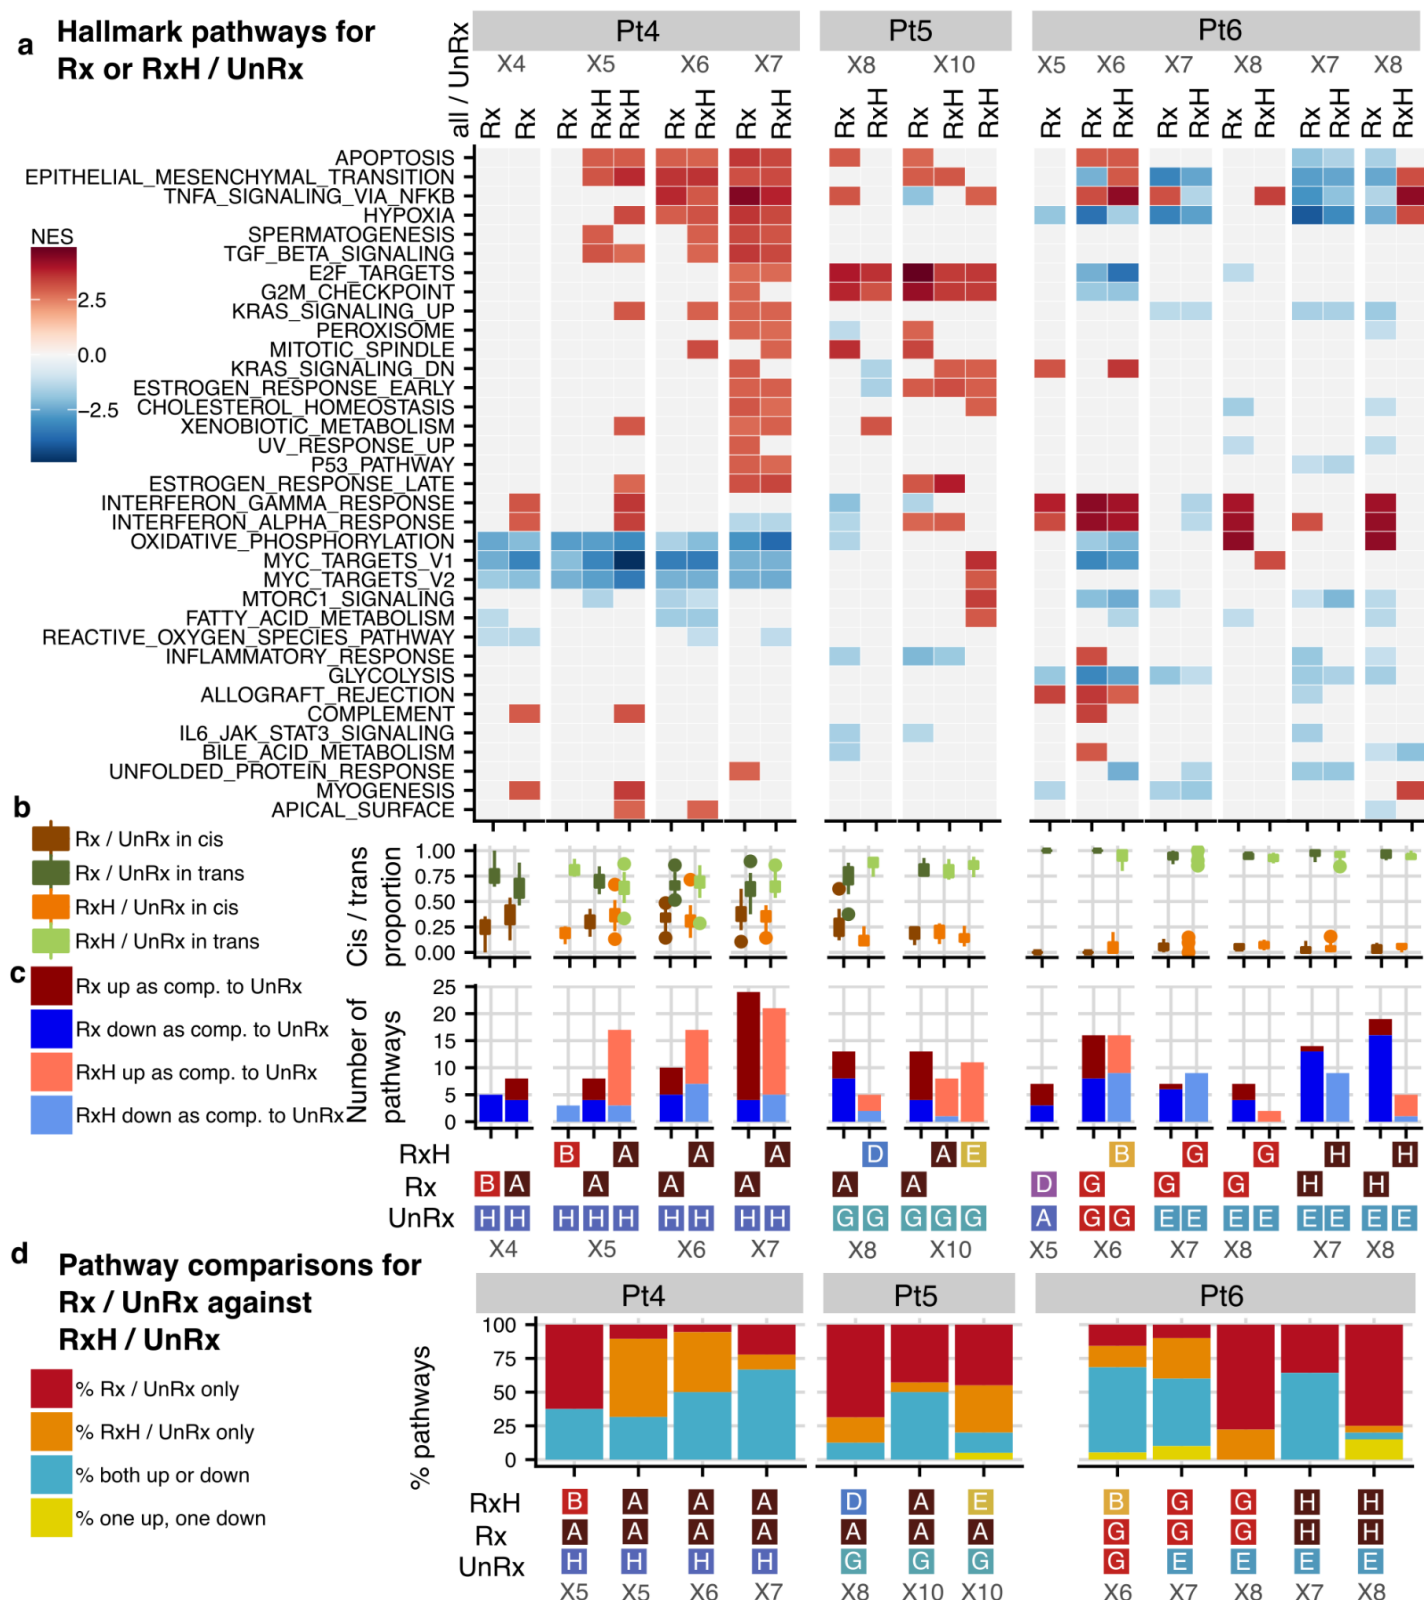 a Hallmark pathways for
Rx or RxH / UnRx
all / UnRx
Pt4 Pt5 Pt6
X4 X5 X6 X7 X8 X10 X5 X6 X7 X8 X7 X8
Rx Rx Rx RxH RxH Rx RxH Rx RxH Rx RxH Rx RxH RxH Rx Rx RxH Rx RxH Rx RxH Rx RxH Rx RxH
APOPTOSIS
EPITHELIAL_MESENCHYMAL_TRANSITION
TNFA_SIGNALING_VIA_NFKB
HYPOXIA
SPERMATOGENESIS
TGF_BETA_SIGNALING
E2F_TARGETS
G2M_CHECKPOINT
KRAS_SIGNALING_UP
PEROXISOME
MITOTIC_SPINDLE
KRAS_SIGNALING_DN
ESTROGEN_RESPONSE_EARLY
CHOLESTEROL_HOMEOSTASIS
XENOBIOTIC_METABOLISM
UV_RESPONSE_UP
P53_PATHWAY
ESTROGEN_RESPONSE_LATE
INTERFERON_GAMMA_RESPONSE
INTERFERON_ALPHA_RESPONSE
OXIDATIVE_PHOSPHORYLATION
MYC_TARGETS_V1
MYC_TARGETS_V2
MTORC1_SIGNALING
FATTY_ACID_METABOLISM
REACTIVE_OXYGEN_SPECIES_PATHWAY
INFLAMMATORY_RESPONSE
GLYCOLYSIS
ALLOGRAFT_REJECTION
COMPLEMENT
IL6_JAK_STAT3_SIGNALING
BILE_ACID_METABOLISM
UNFOLDED_PROTEIN_RESPONSE
MYOGENESIS
APICAL_SURFACE
NES
2.5
0.0
−2.5
b
Rx / UnRx in cis
Rx / UnRx in trans
RxH / UnRx in cis
RxH / UnRx in trans
Cis / trans
proportion
1.00
0.75
0.50
0.25
0.00
c
Rx up as comp. to UnRx
Rx down as comp. to UnRx
RxH up as comp. to UnRx
RxH down as comp. to UnRx
Number of
pathways
25
20
15
10
5
0
RxH B A A A D A E B G G H H
Rx B A A A A A A D G G G H H
UnRx H H H H H H H H H G G G G G A G G E E E E E E E E
X4 X5 X6 X7 X8 X10 X5 X6 X7 X8 X7 X8
d Pathway comparisons for
Rx / UnRx against
RxH / UnRx
% Rx / UnRx only
% RxH / UnRx only
% both up or down
% one up, one down
Pt4 Pt5 Pt6
% pathways
100
75
50
25
0
RxH B A A A D A E B G G H H
Rx A A A A A A A G G G H H
UnRx H H H H G G G G E E E E
X5 X5 X6 X7 X8 X10 X10 X6 X7 X8 X7 X8